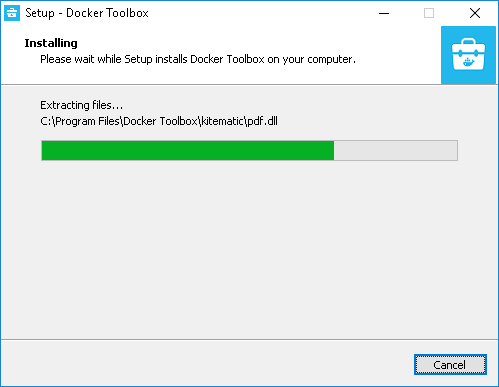 Setup - Docker Toolbox
Installing
Please wait while Setup installs Docker Toolbox on your computer.
Extracting files...
C:\Program Files\Docker Toolbox\kitematic\pdf.dll
Cancel